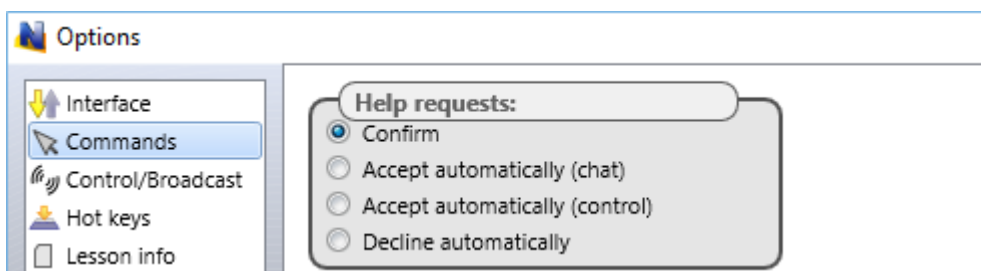 Options
Interface
Commands
Control/Broadcast
Hot keys
Lesson info
Help requests:
Confirm
Accept automatically (chat)
Accept automatically (control)
Decline automatically